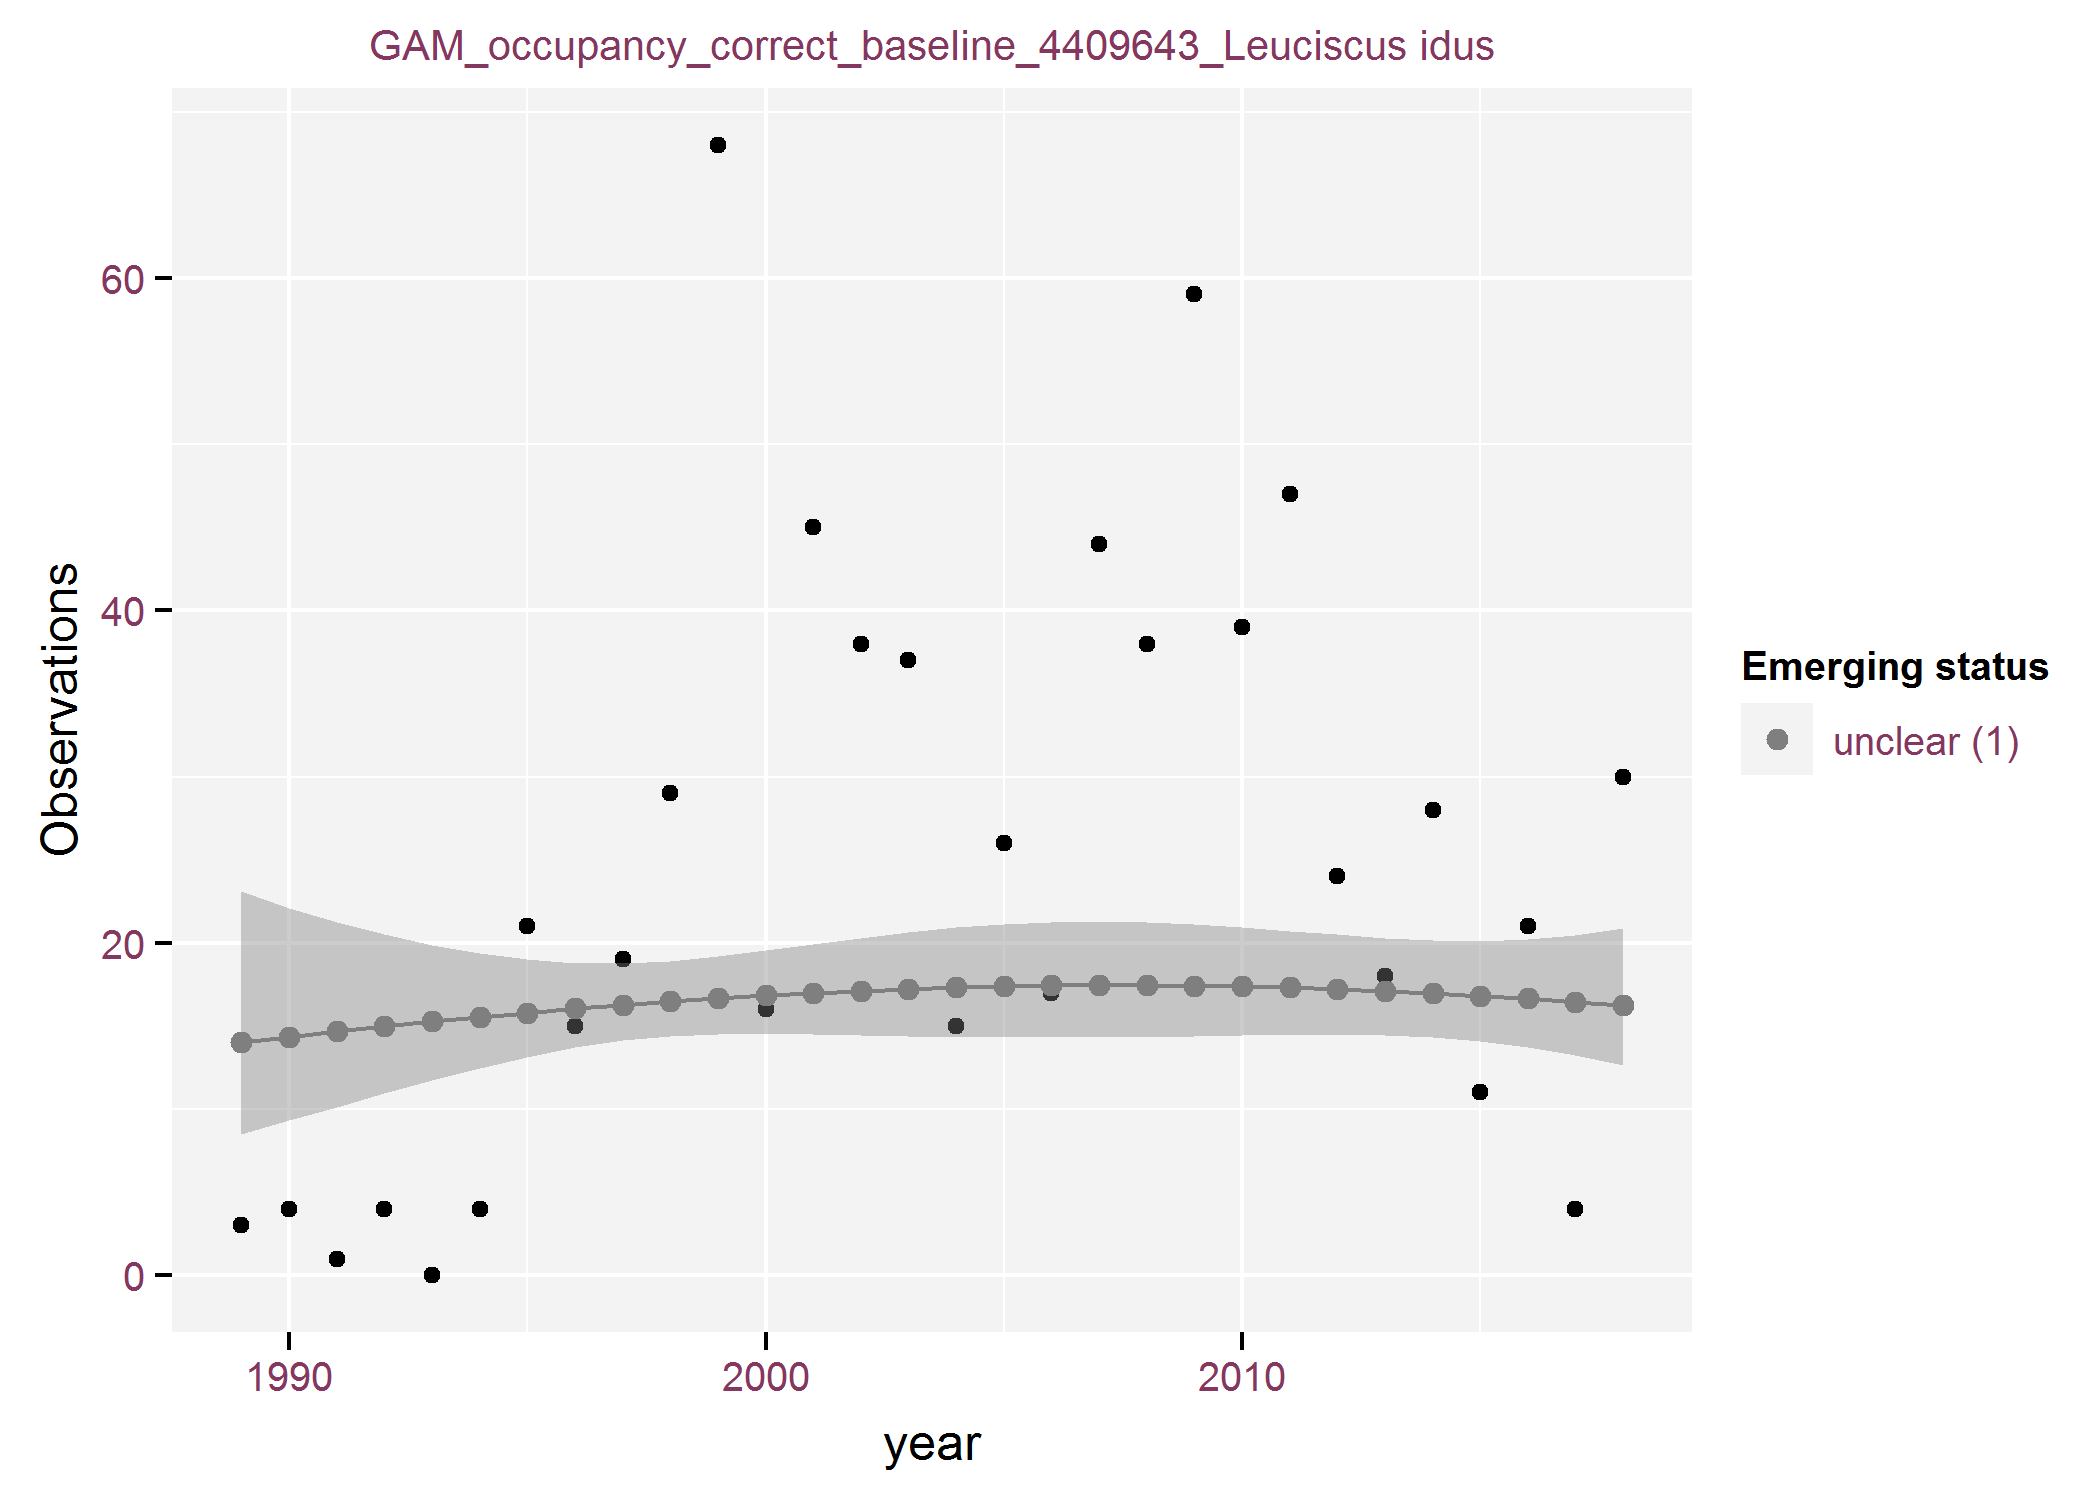 GAM_occupancy_correct_baseline_4409643_Leuciscus idus
Observations
60
40
20
0
1990
2000
2010
year
Emerging status
unclear (1)